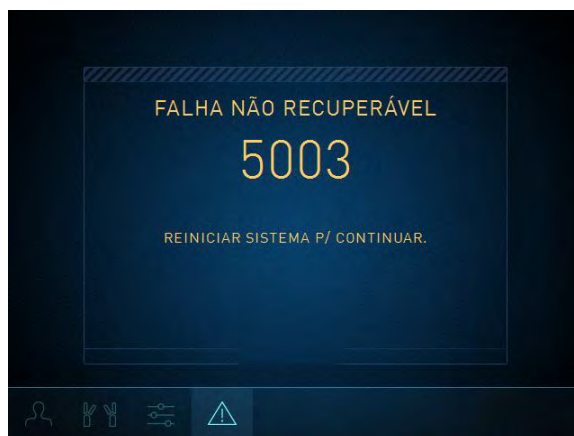 FALHA NÃO RECUPERÁVEL
5003
REINICIAR SISTEMA P/ CONTINUAR.